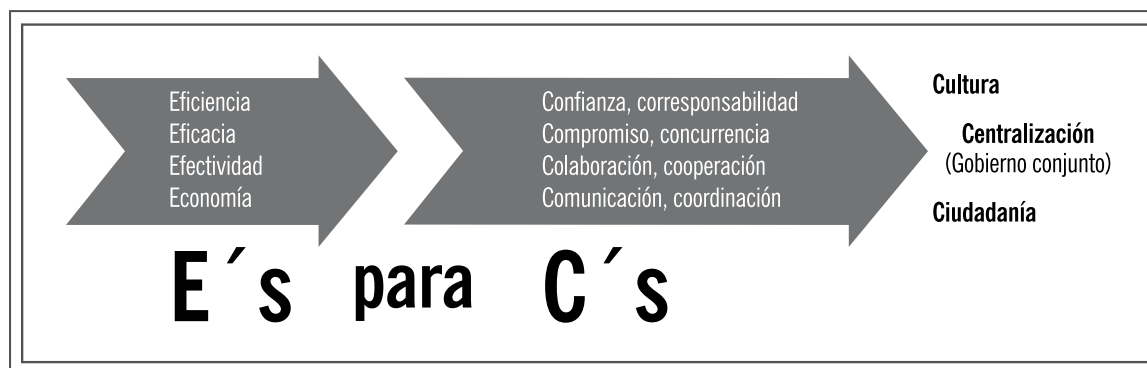 Eficiencia
Eficacia
Efectividad
Economía
Confianza, corresponsabilidad
Compromiso, concurrencia
Colaboración, cooperación
Comunicación, coordinación
Cultura
Centralización
(Gobierno conjunto)
Ciudadanía
E´s para C´s